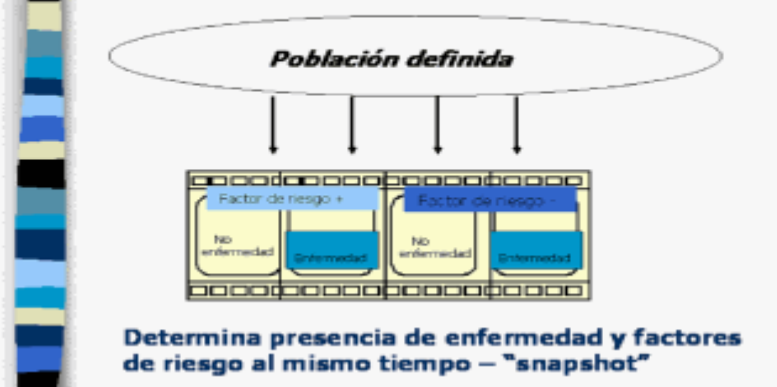 Población definida
Factor de riesgo +
Factor de riesgo -
No
enfermedad
Enfermedad
No
enfermedad
Enfermedad
Determina presencia de enfermedad y factores
de riesgo al mismo tiempo – “snapshot”